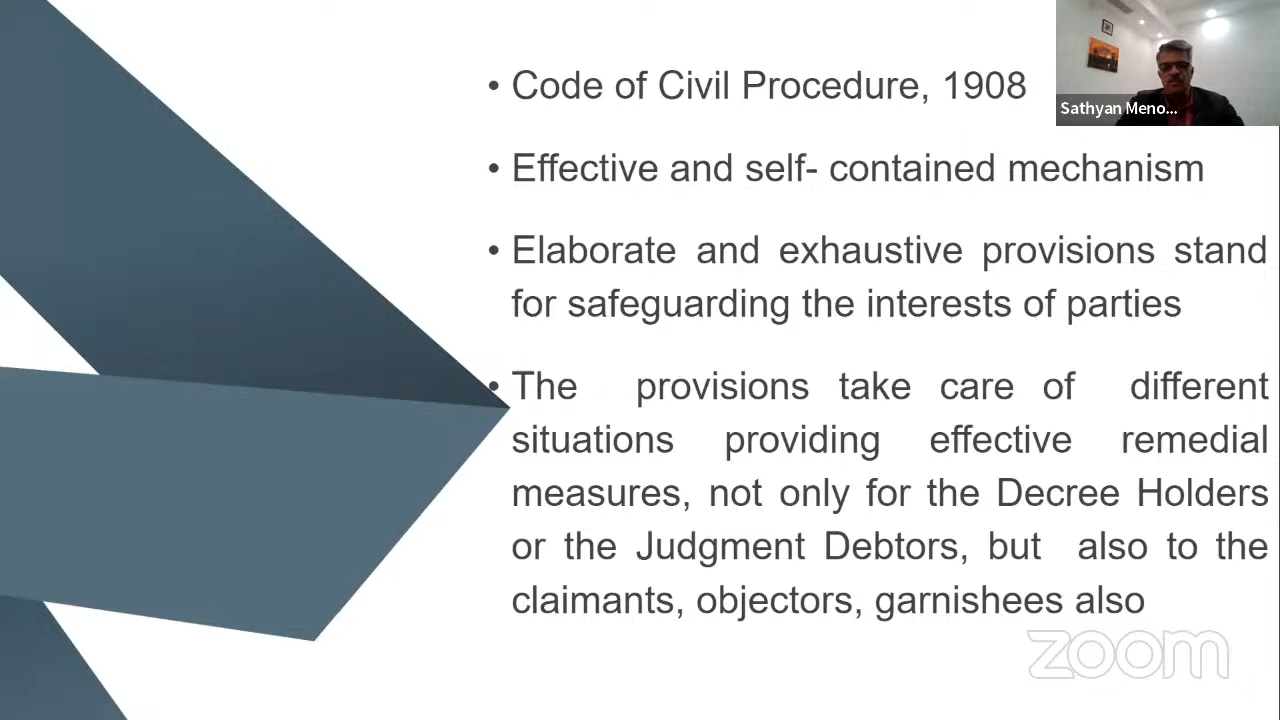 • Code of Civil Procedure, 1908
Sathyan Meno...
• Effective and self- contained mechanism
• Elaborate and exhaustive provisions stand
for safeguarding the interests of parties
• The provisions take care of different
situations providing effective remedial
measures, not only for the Decree Holders
or the Judgment Debtors, but also to the
claimants, objectors, garnishees also
zoom